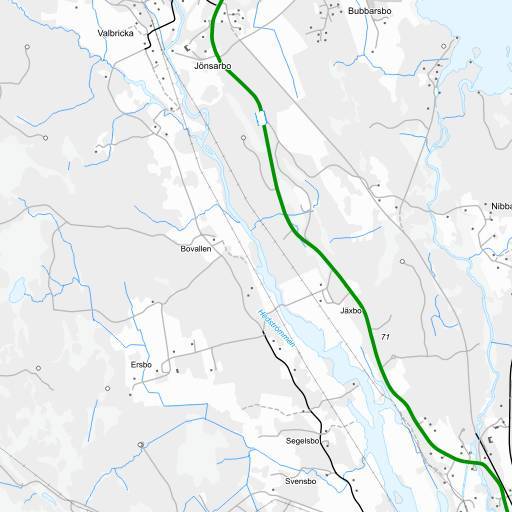 Bubbarsbo
Valbricka
Jönsarbo
Nibba
Bovallen
Jäxbo
Hedströmmen
71
Ersbo
Segelsbo
Svensbo